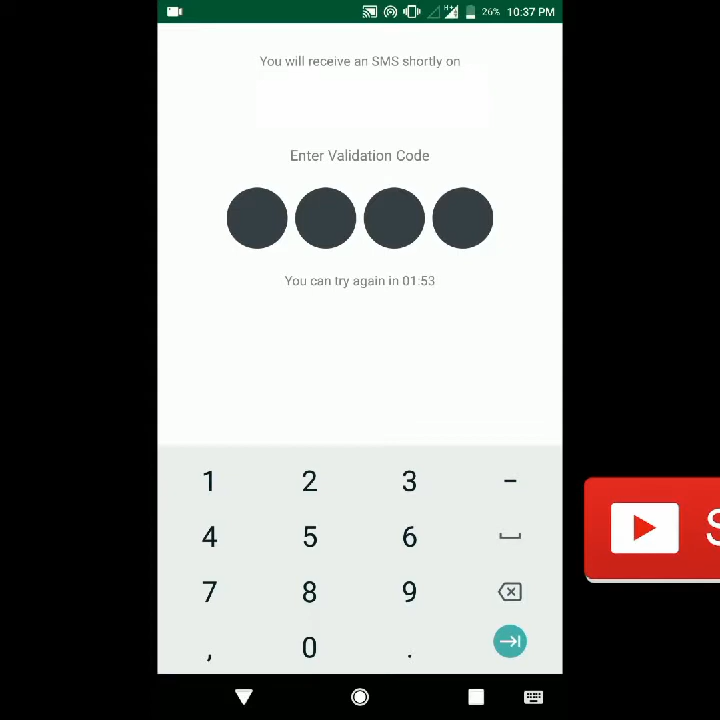 26% 10:37 PM
You will receive an SMS shortly on
Enter Validation Code
You can try again in 01:53
1 2 3 -
4 5 6
7 8 9
, 0 .
S